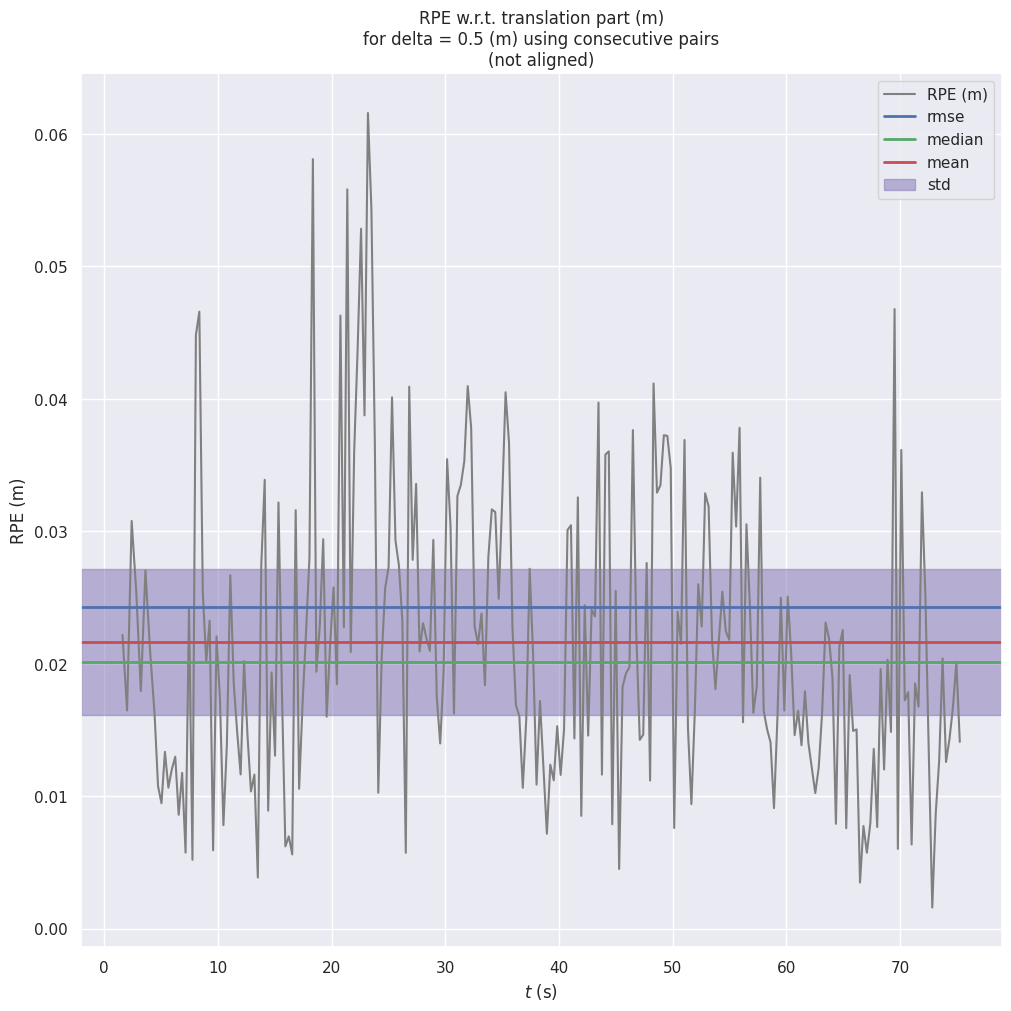 RPE w.r.t. translation part (m)
for delta = 0.5 (m) using consecutive pairs
(not aligned)
RPE (m)
rmse
median
mean
std
0.06
0.05
0.04
0.03
0.02
0.01
0.00
RPE (m)
0 10 20 30 40 50 60 70
t (s)